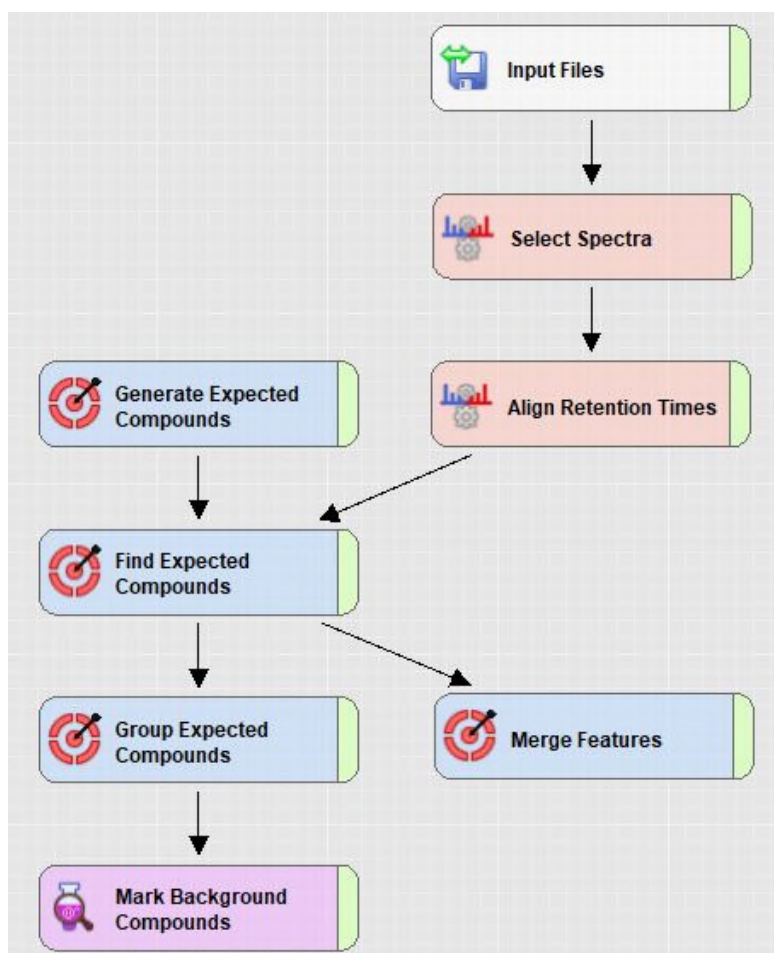 Input Files
Select Spectra
Generate Expected
Compounds
Align Retention Times
Find Expected
Compounds
Group Expected
Compounds
Merge Features
Mark Background
Compounds